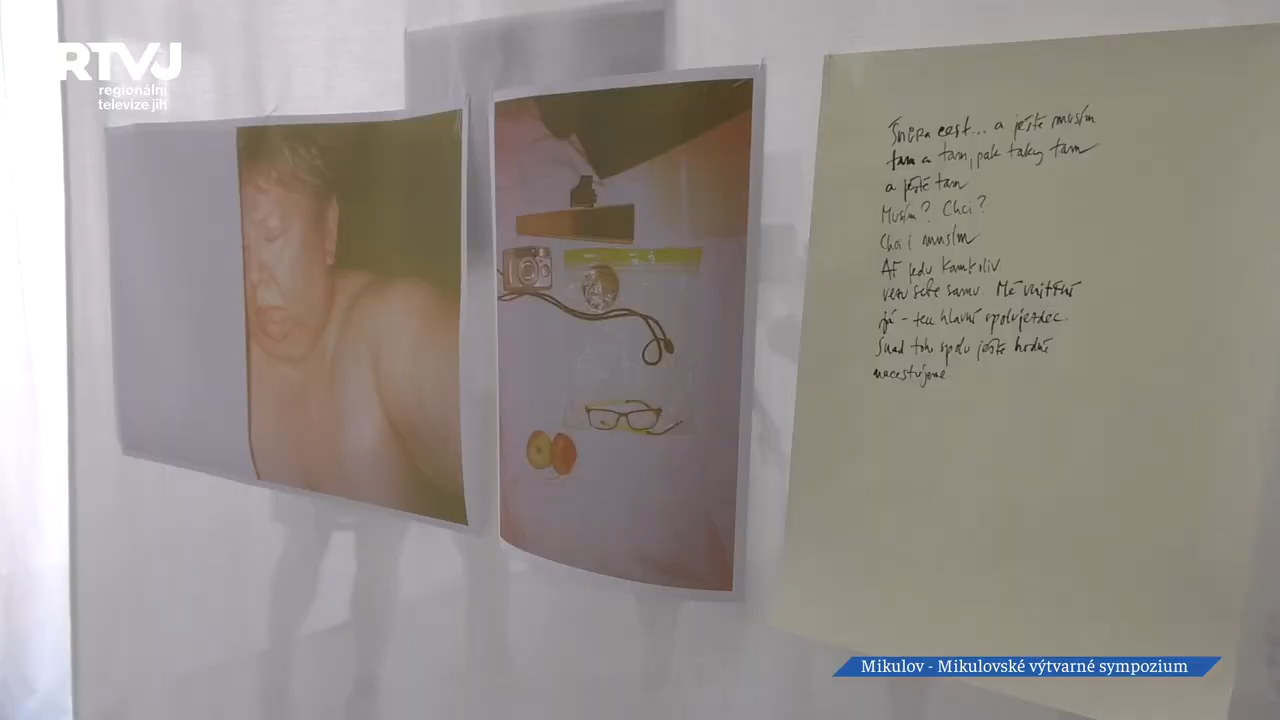 RTVJ
regionální
televize jih
Šňůra cest... a ještě musím
tam a tam, pak taky tam
a ještě tam
Musím? Chci?
Chci i musím
Ať jedu kamkoliv
vezu sebe samu. Mé vnitřní
já - ten hlavní spolujezdec.
Snad toho spolu ještě hodně
nacestujeme
Mikulov - Mikulovské výtvarné sympozium